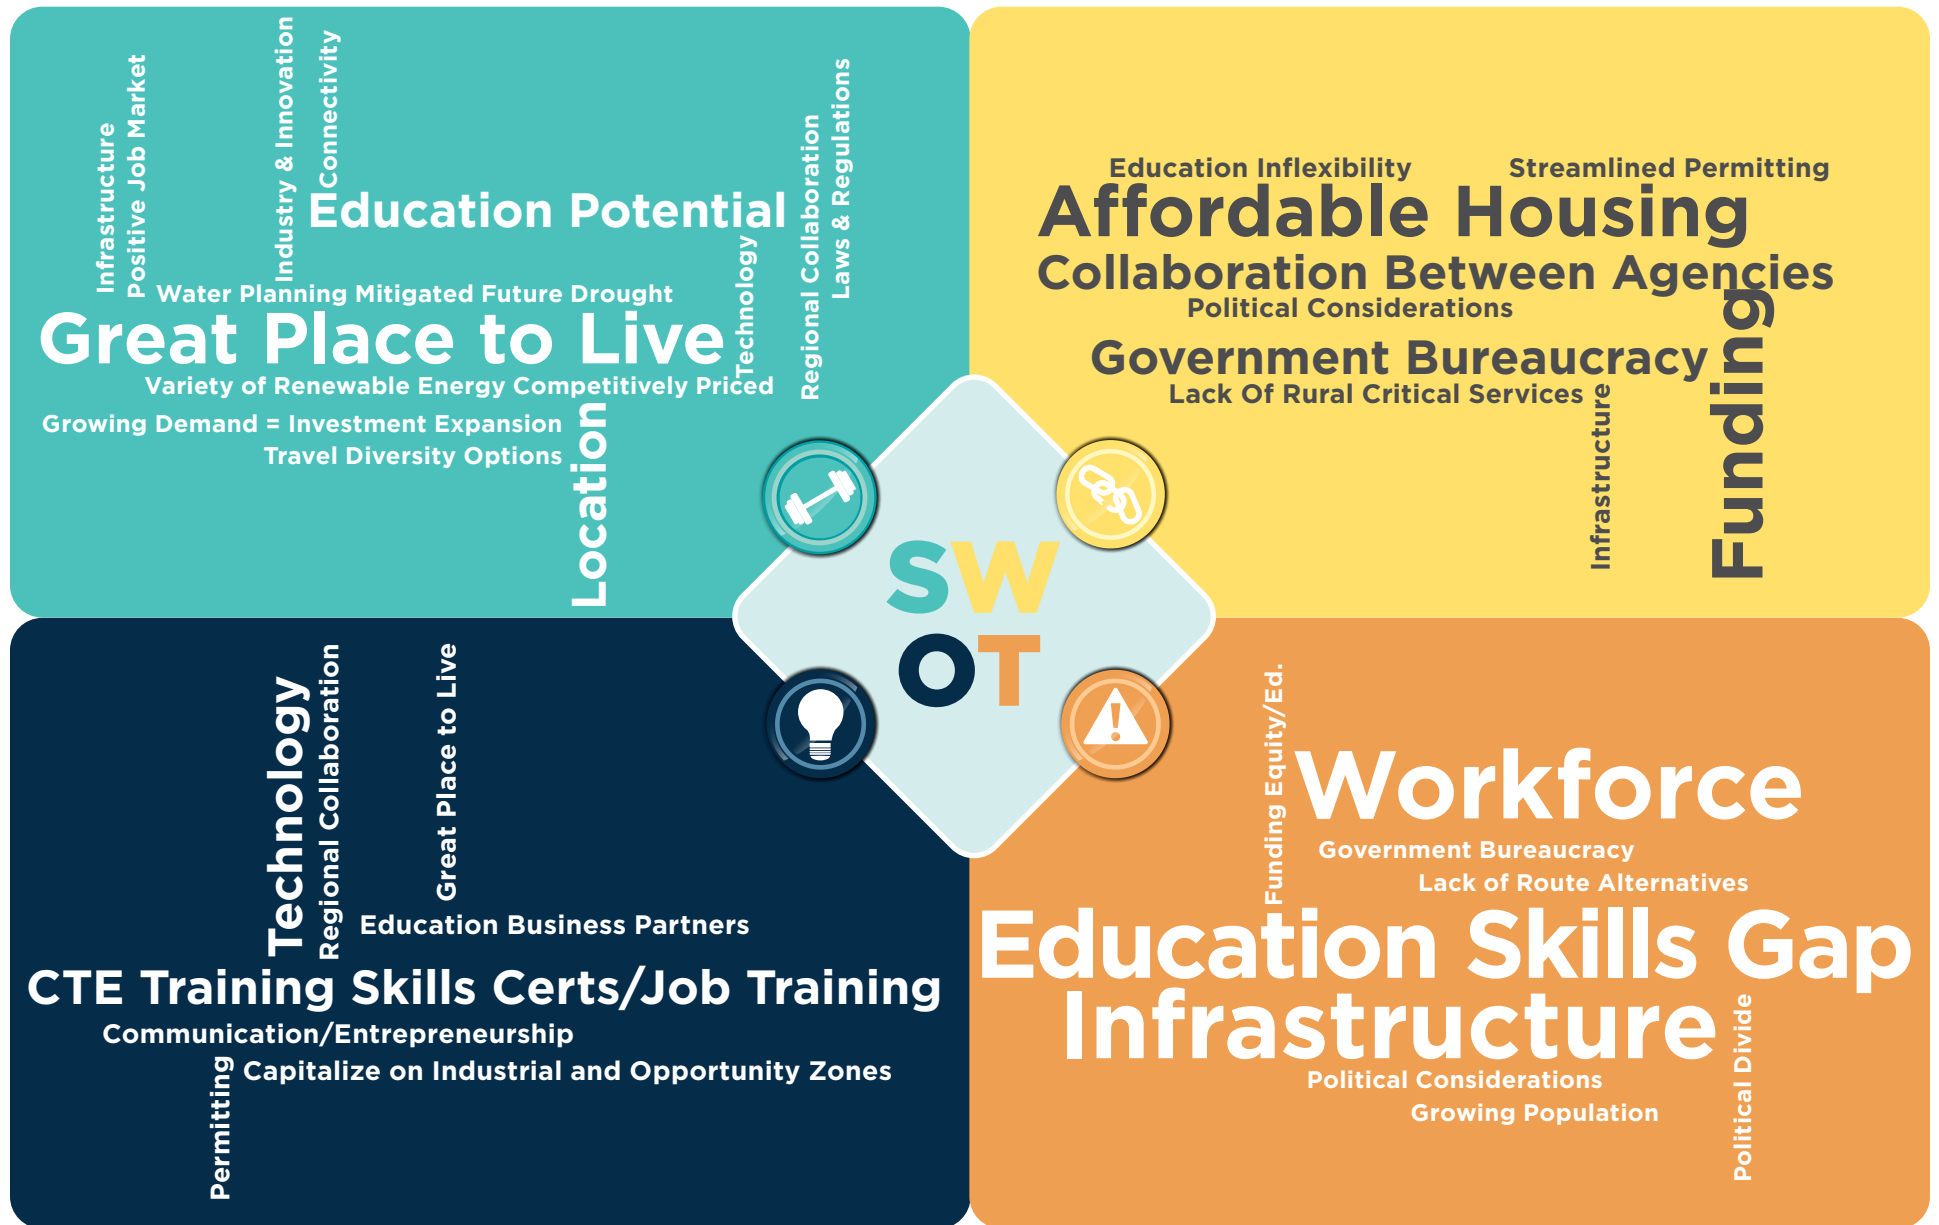 Infrastructure
Positive Job Market
Industry & Innovation
Connectivity
Education Potential
Technology
Regional Collaboration
Laws & Regulations
Water Planning Mitigated Future Drought
Great Place to Live
Variety of Renewable Energy Competitively Priced
Growing Demand = Investment Expansion
Travel Diversity Options
Location
Education Inflexibility
Streamlined Permitting
Affordable Housing
Collaboration Between Agencies
Political Considerations
Government Bureaucracy
Lack Of Rural Critical Services
Infrastructure
Funding
SW
OT
Technology
Regional Collaboration
Great Place to Live
Education Business Partners
CTE Training Skills Certs/Job Training
Communication/Entrepreneurship
Capitalize on Industrial and Opportunity Zones
Permitting
Funding Equity/Ed.
Workforce
Government Bureaucracy
Lack of Route Alternatives
Education Skills Gap
Infrastructure
Political Considerations
Growing Population
Political Divide